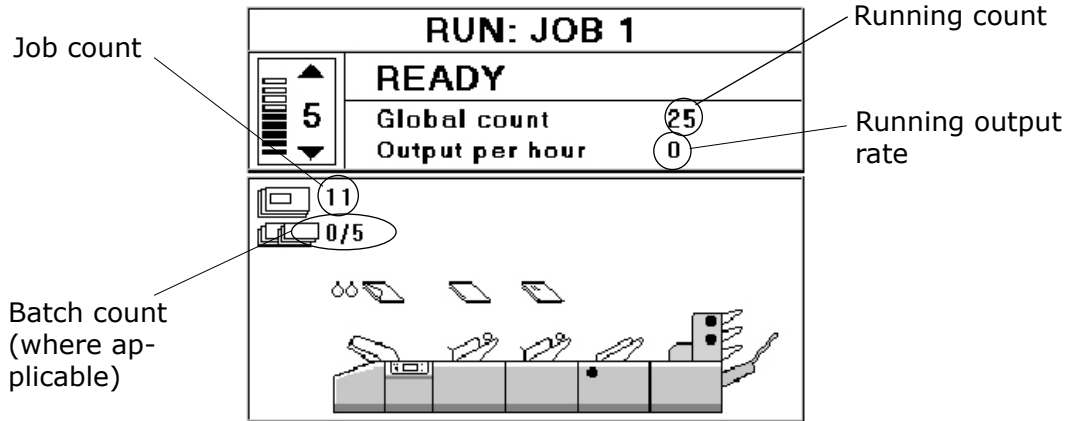 Running count
Job count
RUN: JOB 1
READY
5
Global count 25
Output per hour 0
Running output
rate
11
0/5
Batch count
(where ap-
plicable)